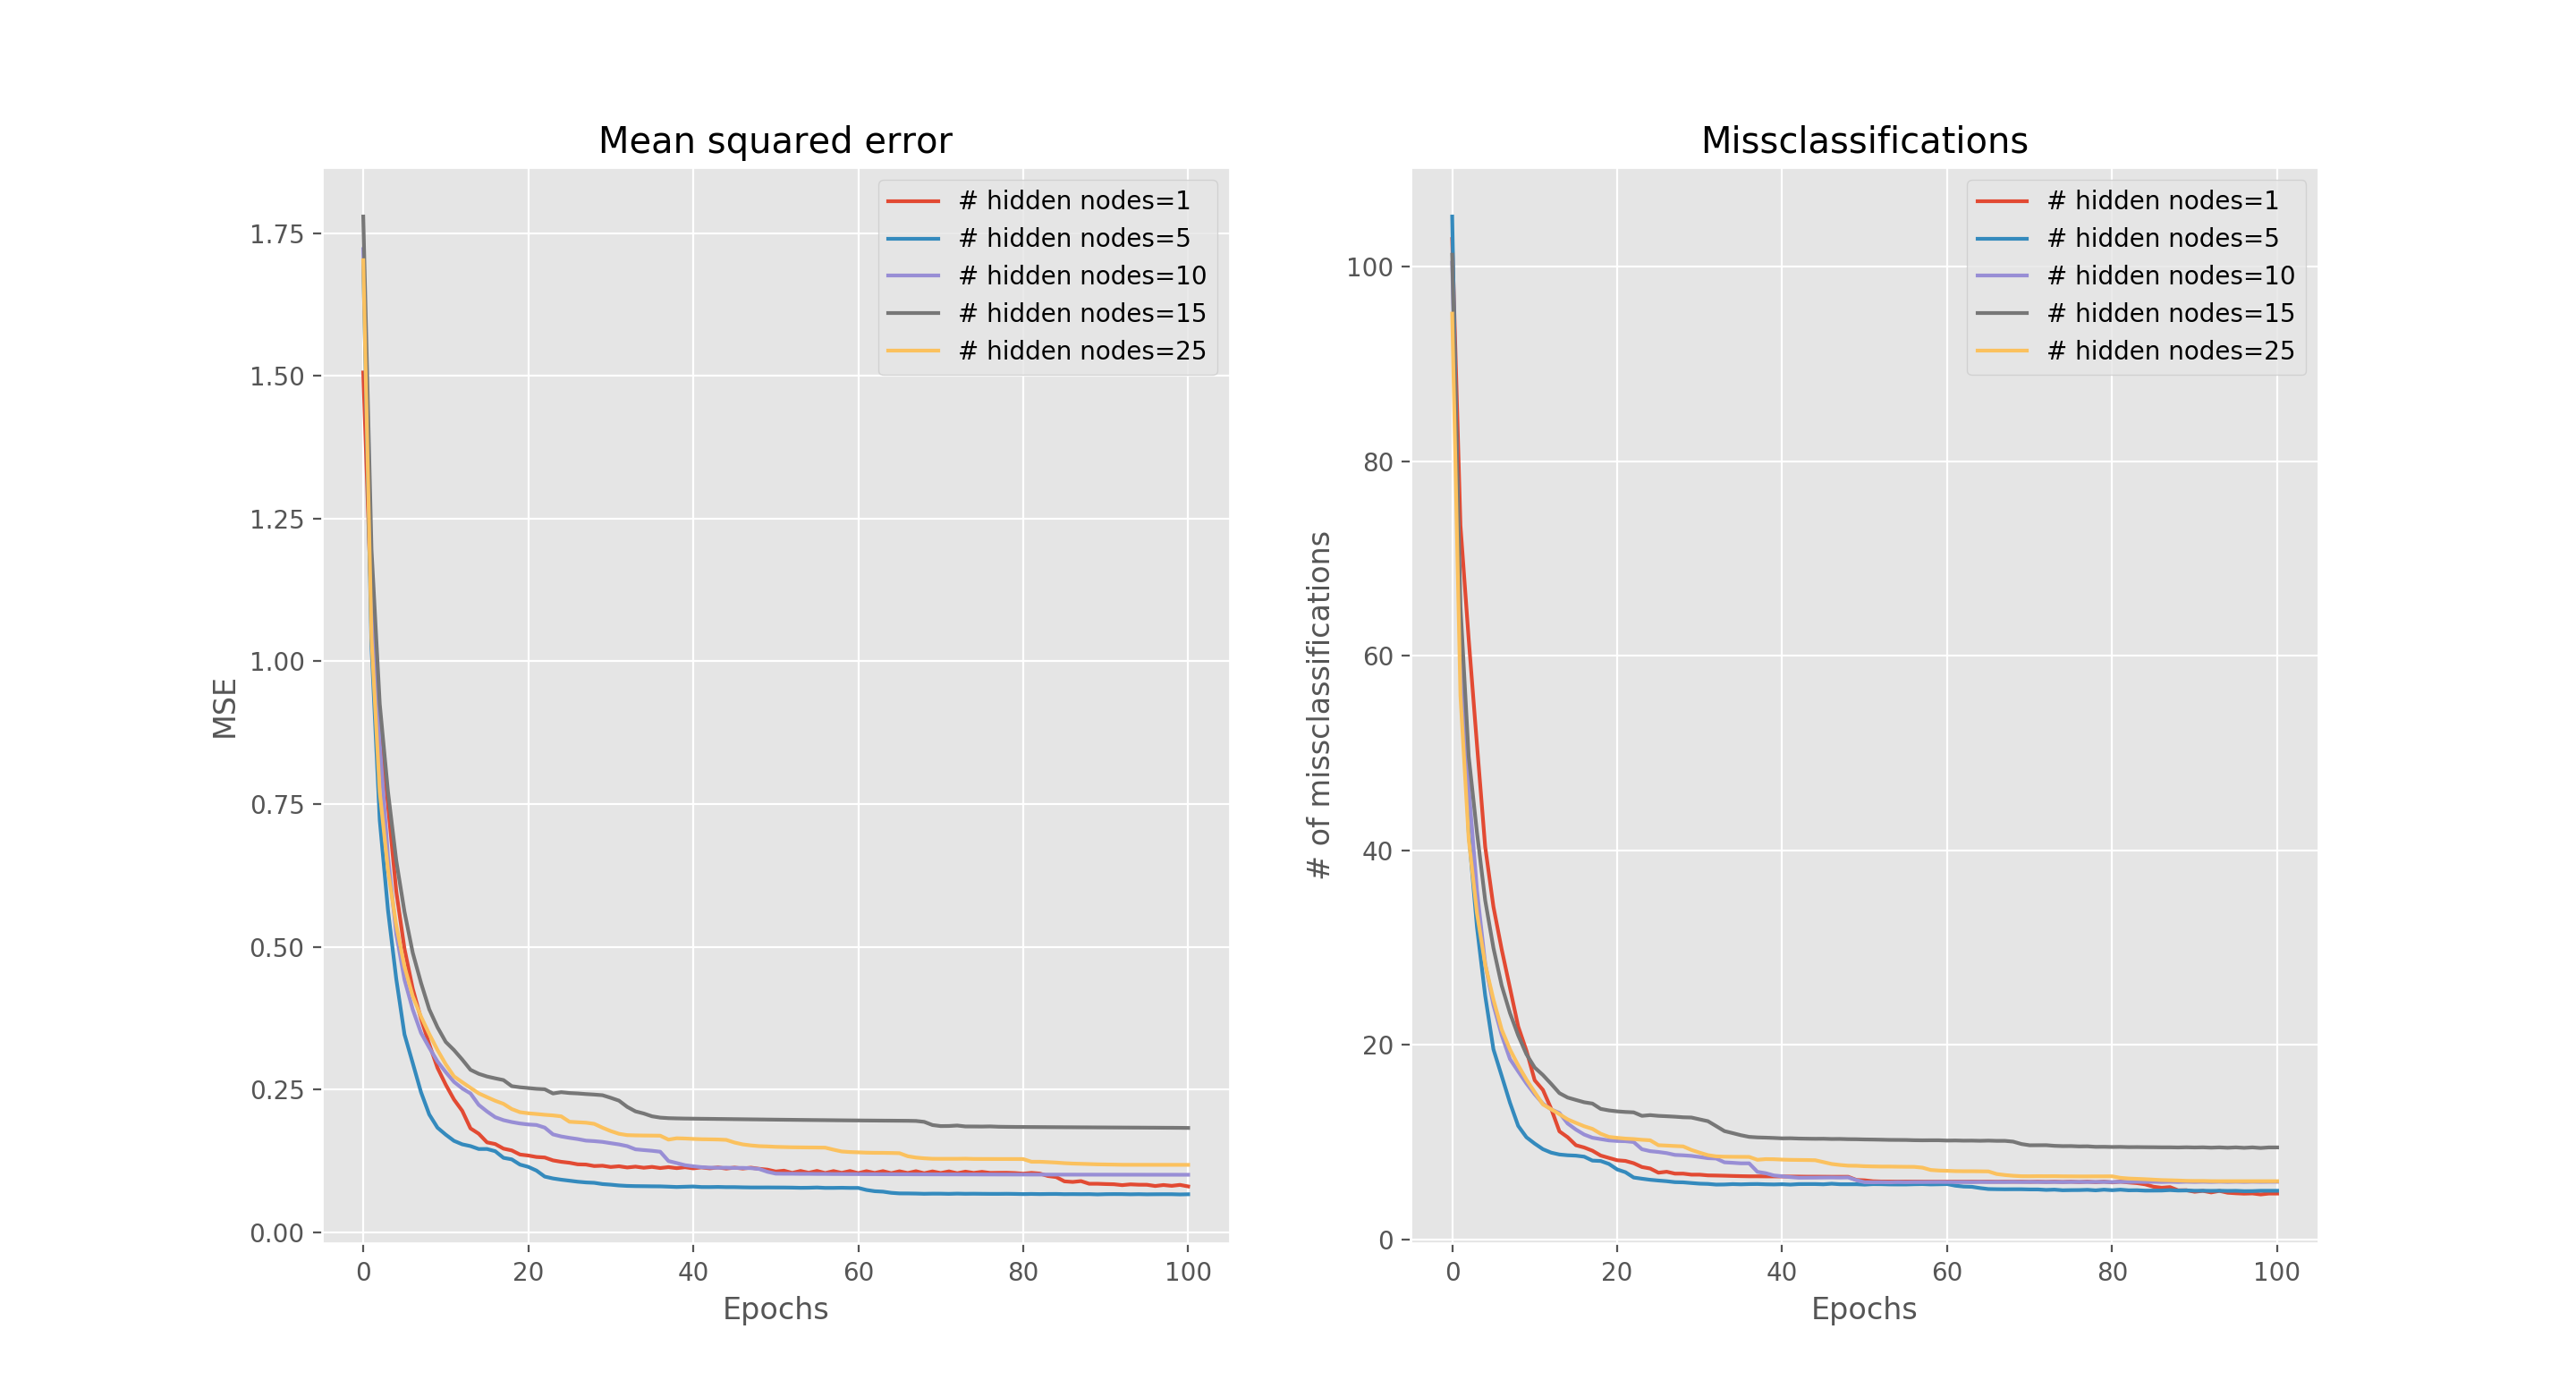 Mean squared error
MSE
1.75
1.50
1.25
1.00
0.75
0.50
0.25
0.00
0 20 40 60 80 100
Epochs
# hidden nodes=1
# hidden nodes=5
# hidden nodes=10
# hidden nodes=15
# hidden nodes=25
Missclassifications
# of missclassifications
100
80
60
40
20
0
0 20 40 60 80 100
Epochs
# hidden nodes=1
# hidden nodes=5
# hidden nodes=10
# hidden nodes=15
# hidden nodes=25